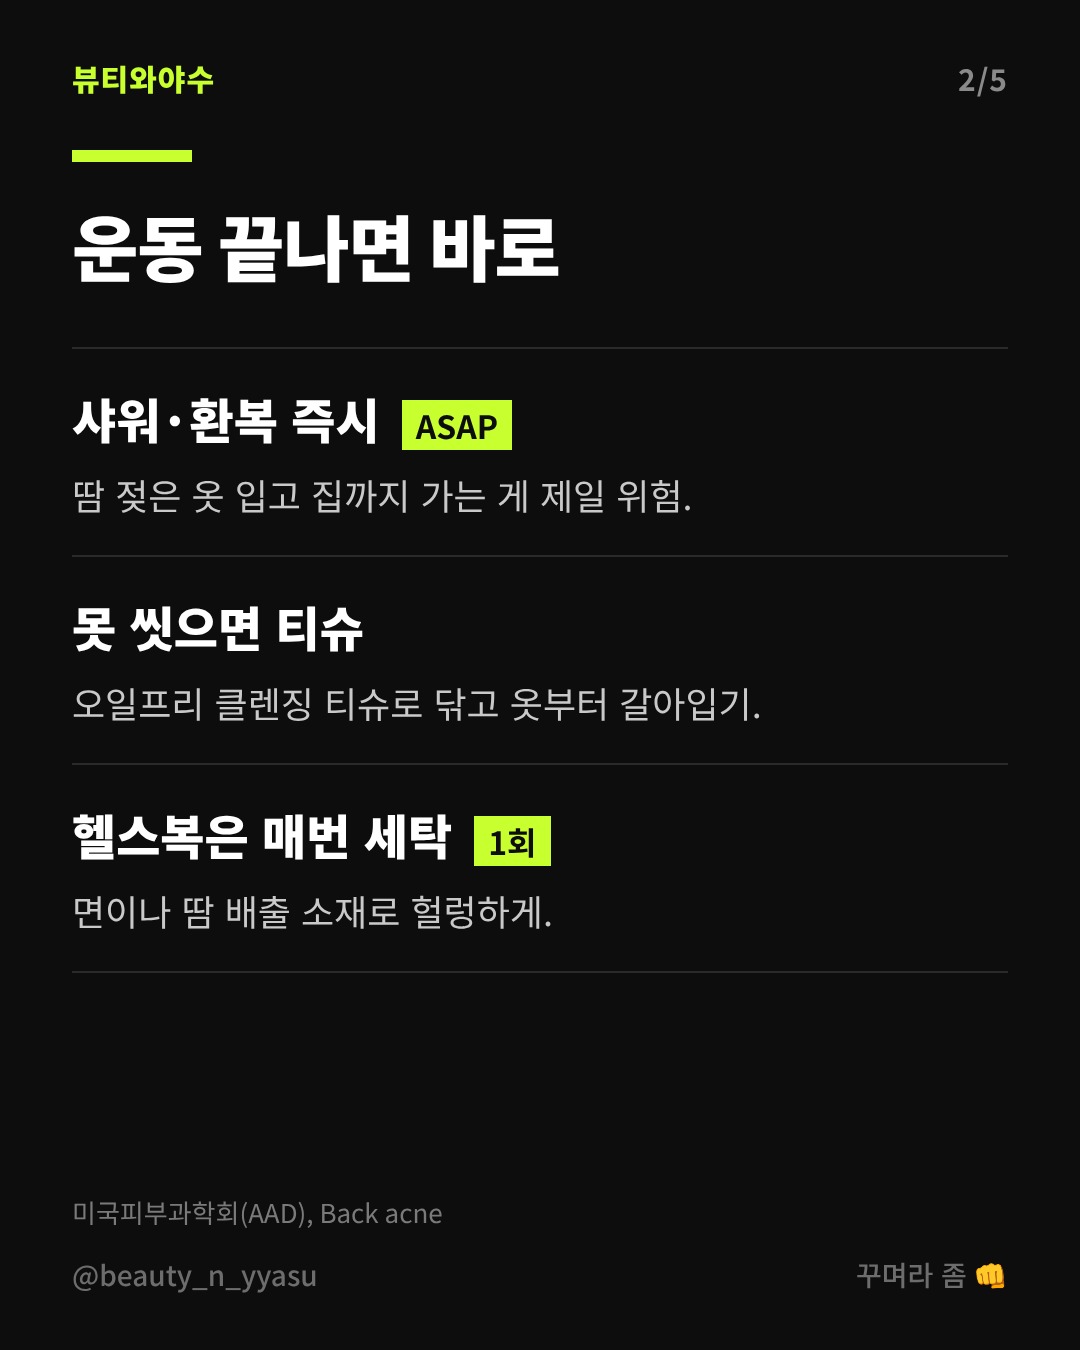 뷰티와야수
2/5
운동 끝나면 바로
샤워·환복 즉시 ASAP
땀 젖은 옷 입고 집까지 가는 게 제일 위험.
못 씻으면 티슈
오일프리 클렌징 티슈로 닦고 옷부터 갈아입기.
헬스복은 매번 세탁 1회
면이나 땀 배출 소재로 헐렁하게.
미국피부과학회(AAD), Back acne
@beauty_n_yyasu
꾸며라 좀 👊